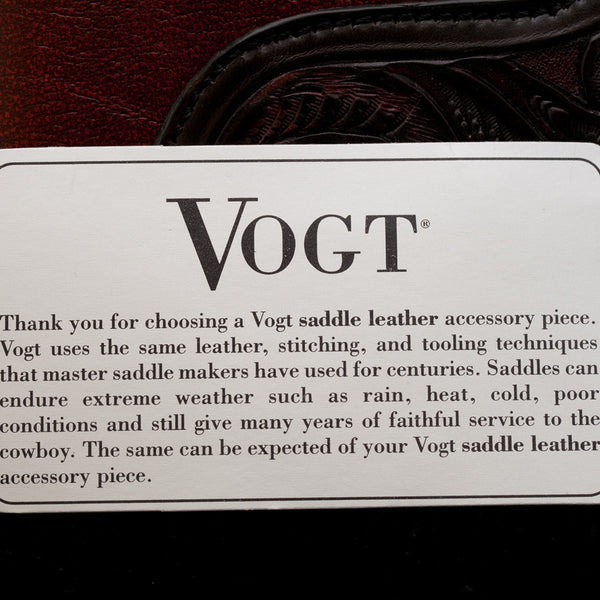 VOGT®
Thank you for choosing a Vogt saddle leather accessory piece.
Vogt uses the same leather, stitching, and tooling techniques
that master saddle makers have used for centuries. Saddles can
endure extreme weather such as rain, heat, cold, poor
conditions and still give many years of faithful service to the
cowboy. The same can be expected of your Vogt saddle leather
accessory piece.